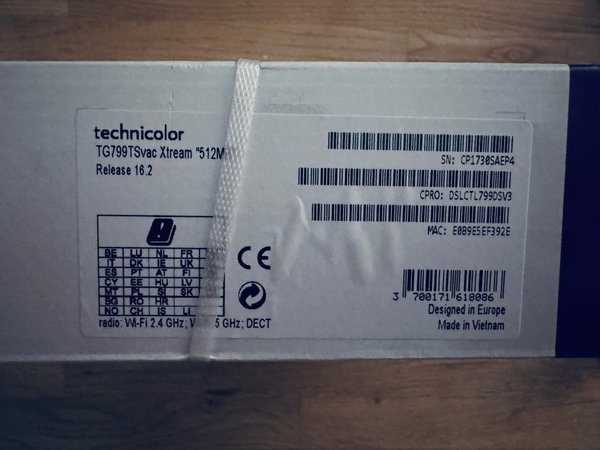 technicolor
TG799TSvac Xtream "512M
Release 16.2
BE LU NL FR
IT DK IE UK
ES PT AT FI
CY EE HU LV
MT PL SI SK
BG RO HR
NO CH IS LI
radio: Wi-Fi 2.4 GHz; W 5 GHz; DECT
CE
SN: CP1730SAEP4
CPRO: DSLCTL799DSV3
MAC: E0B9E5EF392E
3 700171 618086
Designed in Europe
Made in Vietnam